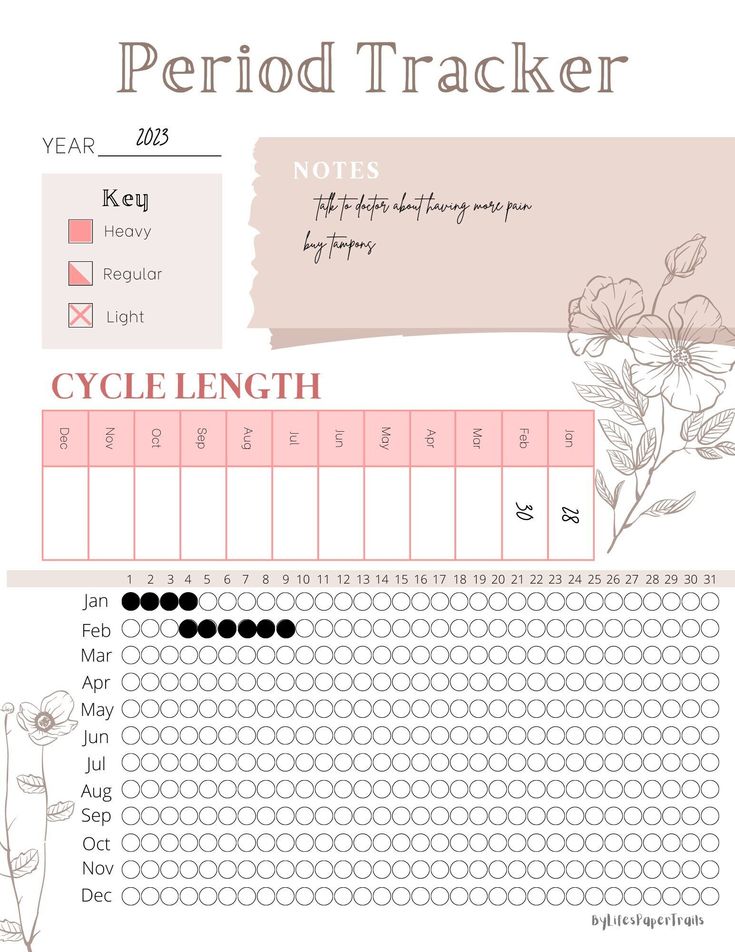 Period Tracker
YEAR 2023
Key
Heavy
Regular
Light
NOTES
talk to doctor about having more pain
buy tampons
CYCLE LENGTH
Dec Nov Oct Sep Aug Jul Jun May Apr Mar Feb Jan
30 28
1 2 3 4 5 6 7 8 9 10 11 12 13 14 15 16 17 18 19 20 21 22 23 24 25 26 27 28 29 30 31
Jan
Feb
Mar
Apr
May
Jun
Jul
Aug
Sep
Oct
Nov
Dec
ByLifesPaperTrails